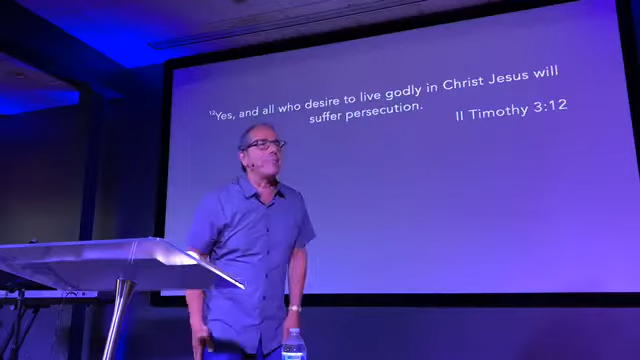 ¹²Yes, and all who desire to live godly in Christ Jesus will
suffer persecution.
II Timothy 3:12